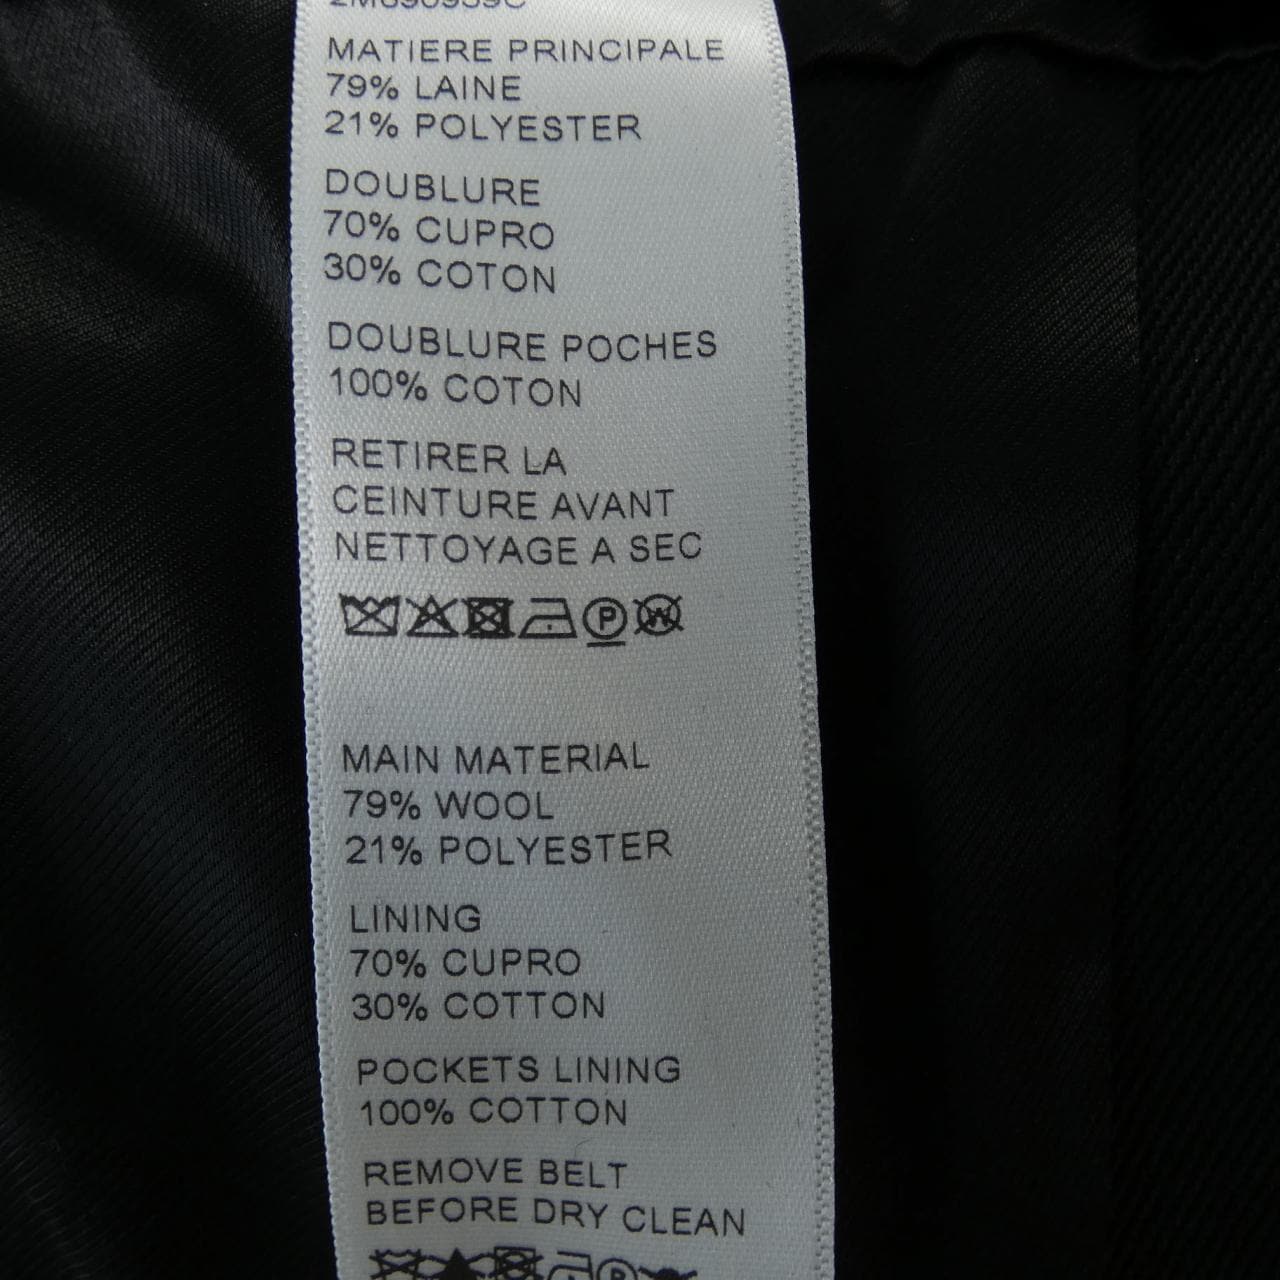 MATIERE PRINCIPALE
79% LAINE
21% POLYESTER
DOUBLURE
70% CUPRO
30% COTON
DOUBLURE POCHES
100% COTON
RETIRER LA
CEINTURE AVANT
NETTOYAGE A SEC
P W
MAIN MATERIAL
79% WOOL
21% POLYESTER
LINING
70% CUPRO
30% COTTON
POCKETS LINING
100% COTTON
REMOVE BELT
BEFORE DRY CLEAN